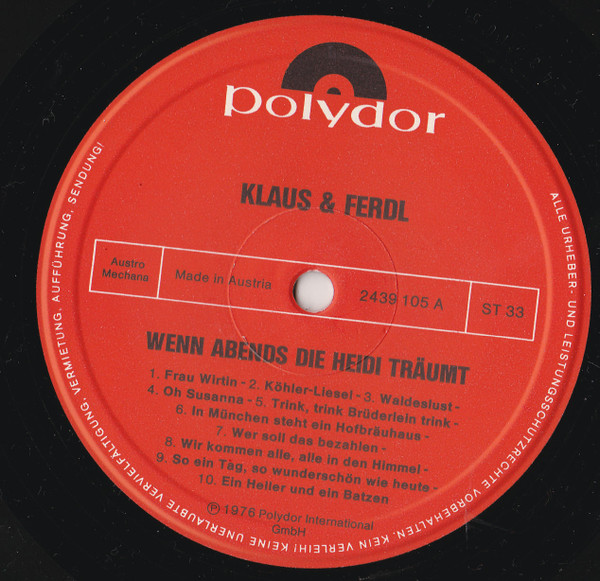 polydor
KLAUS & FERDL
Austro
Mechana
Made in Austria
2439 105 A
ST 33
WENN ABENDS DIE HEIDI TRÄUMT
1. Frau Wirtin - 2. Köhler-Liesel - 3. Waldeslust -
4. Oh Susanna - 5. Trink, trink Brüderlein trink -
6. In München steht ein Hofbräuhaus -
7. Wer soll das bezahlen -
8. Wir kommen alle, alle in den Himmel -
9. So ein Tag, so wunderschön wie heute -
10. Ein Heller und ein Batzen
Ⓟ 1976 Polydor International
GmbH
ALLE URHEBER- UND LEISTUNGSSCHUTZRECHTE VORBEHALTEN. KEIN VERLEIH! KEINE UNERLAUBTE VERVIELFÄLTIGUNG, VERMIETUNG, AUFFÜHRUNG, SENDUNG!